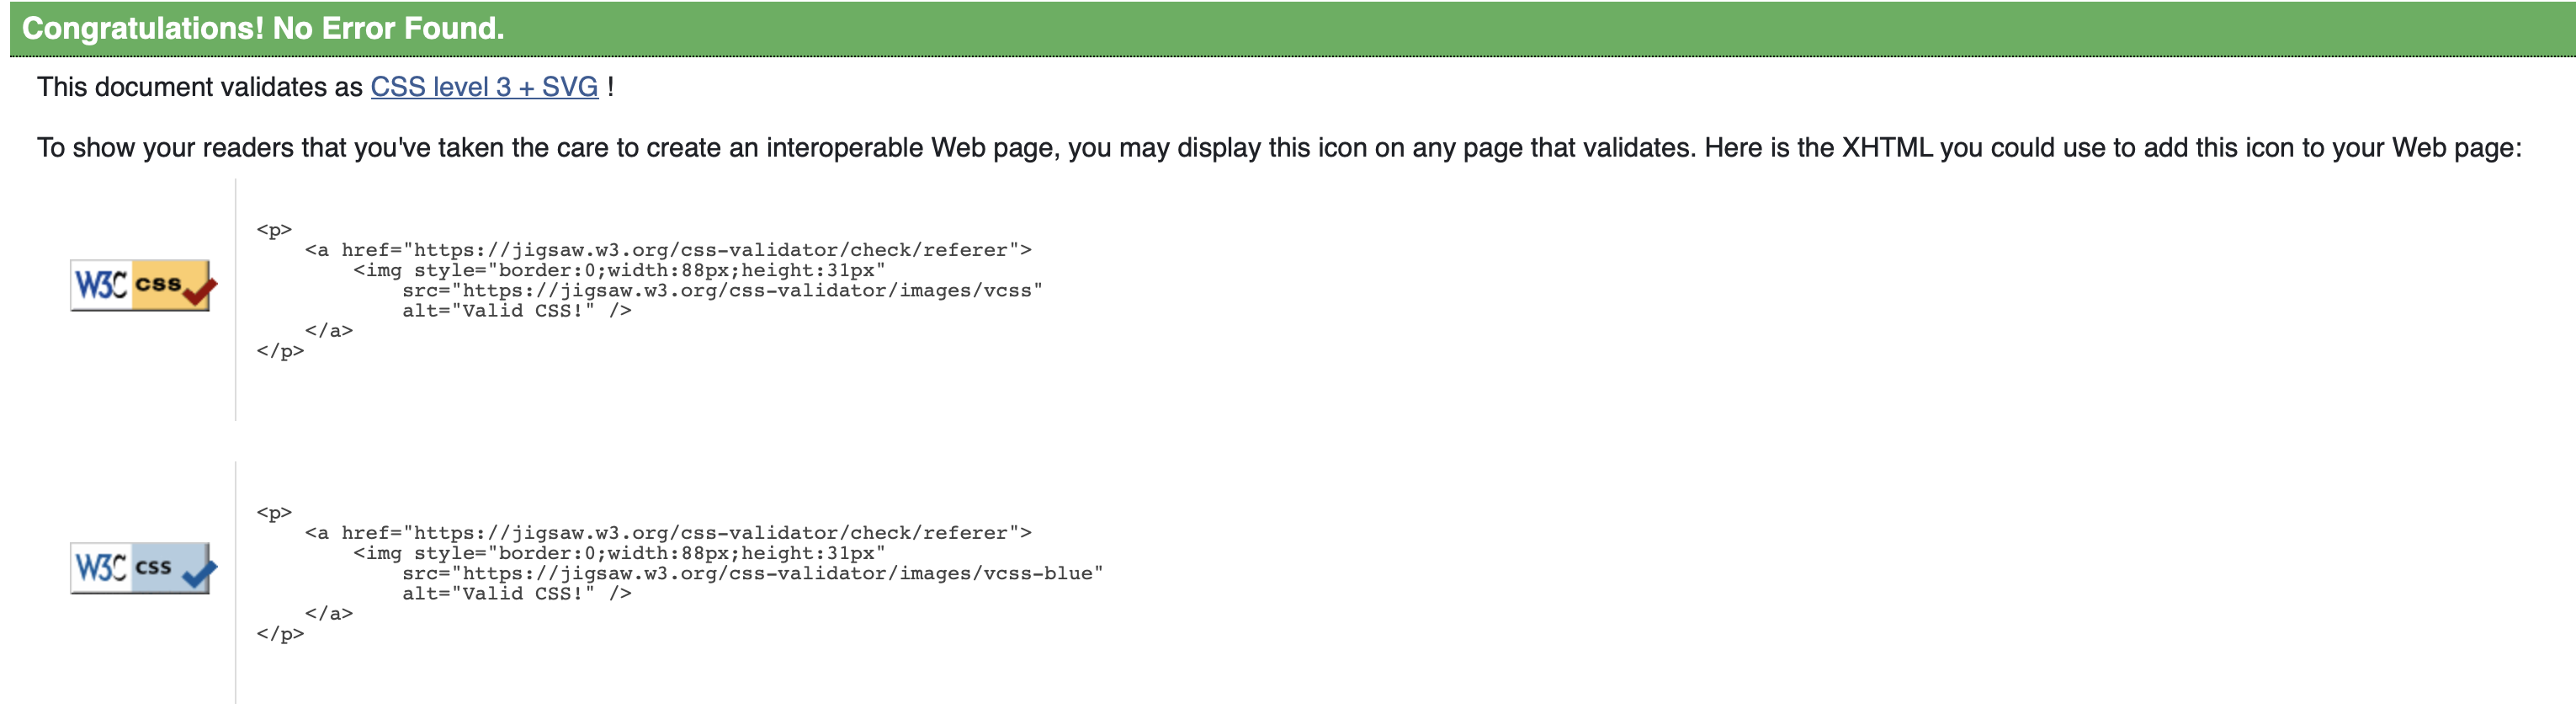 Congratulations! No Error Found.
This document validates as CSS level 3 + SVG !
To show your readers that you've taken the care to create an interoperable Web page, you may display this icon on any page that validates. Here is the XHTML you could use to add this icon to your Web page:
W3C css
<p>
    <a href="https://jigsaw.w3.org/css-validator/check/referer">
        <img style="border:0;width:88px;height:31px"
            src="https://jigsaw.w3.org/css-validator/images/vcss"
            alt="Valid CSS!" />
    </a>
</p>
W3C css
<p>
    <a href="https://jigsaw.w3.org/css-validator/check/referer">
        <img style="border:0;width:88px;height:31px"
            src="https://jigsaw.w3.org/css-validator/images/vcss-blue"
            alt="Valid CSS!" />
    </a>
</p>